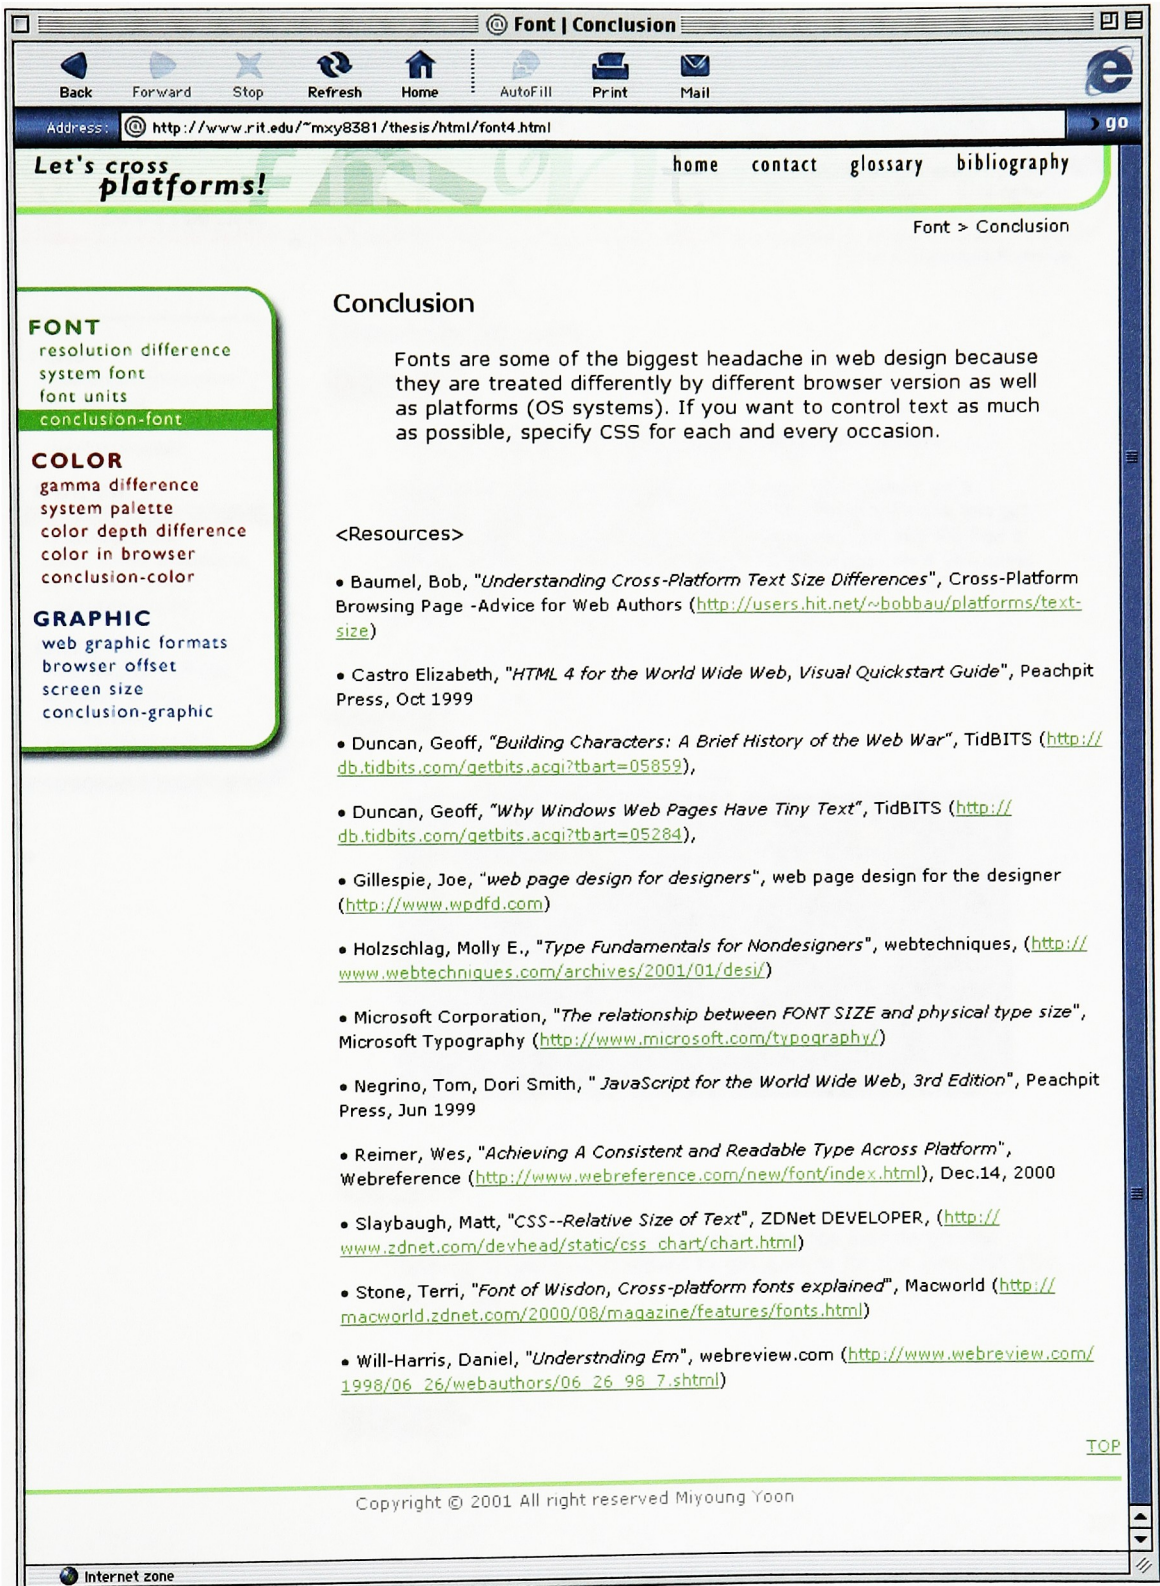 @ Font | Conclusion
Back Forward Stop Refresh Home AutoFill Print Mail
Address: @ http://www.rit.edu/~mxy8381/thesis/html/font4.html go
Let's cross
platforms!
home contact glossary bibliography
Font > Conclusion
FONT
resolution difference
system font
font units
conclusion-font
COLOR
gamma difference
system palette
color depth difference
color in browser
conclusion-color
GRAPHIC
web graphic formats
browser offset
screen size
conclusion-graphic
Conclusion
Fonts are some of the biggest headache in web design because
they are treated differently by different browser version as well
as platforms (OS systems). If you want to control text as much
as possible, specify CSS for each and every occasion.
<Resources>
• Baumel, Bob, "Understanding Cross-Platform Text Size Differences", Cross-Platform
Browsing Page -Advice for Web Authors (http://users.hit.net/~bobbau/platforms/text-
size)
• Castro Elizabeth, "HTML 4 for the World Wide Web, Visual Quickstart Guide", Peachpit
Press, Oct 1999
• Duncan, Geoff, "Building Characters: A Brief History of the Web War", TidBITS (http://
db.tidbits.com/getbits.acgi?tbart=05859),
• Duncan, Geoff, "Why Windows Web Pages Have Tiny Text", TidBITS (http://
db.tidbits.com/getbits.acgi?tbart=05284),
• Gillespie, Joe, "web page design for designers", web page design for the designer
(http://www.wpdfd.com)
• Holzschlag, Molly E., "Type Fundamentals for Nondesigners", webtechniques, (http://
www.webtechniques.com/archives/2001/01/desi/)
• Microsoft Corporation, "The relationship between FONT SIZE and physical type size",
Microsoft Typography (http://www.microsoft.com/typography/)
• Negrino, Tom, Dori Smith, " JavaScript for the World Wide Web, 3rd Edition", Peachpit
Press, Jun 1999
• Reimer, Wes, "Achieving A Consistent and Readable Type Across Platform",
Webreference (http://www.webreference.com/new/font/index.html), Dec.14, 2000
• Slaybaugh, Matt, "CSS--Relative Size of Text", ZDNet DEVELOPER, (http://
www.zdnet.com/devhead/static/css_chart/chart.html)
• Stone, Terri, "Font of Wisdon, Cross-platform fonts explained", Macworld (http://
macworld.zdnet.com/2000/08/magazine/features/fonts.html)
• Will-Harris, Daniel, "Understnding Em", webreview.com (http://www.webreview.com/
1998/06_26/webauthors/06_26_98_7.shtml)
TOP
Copyright © 2001 All right reserved Miyoung Yoon
Internet zone